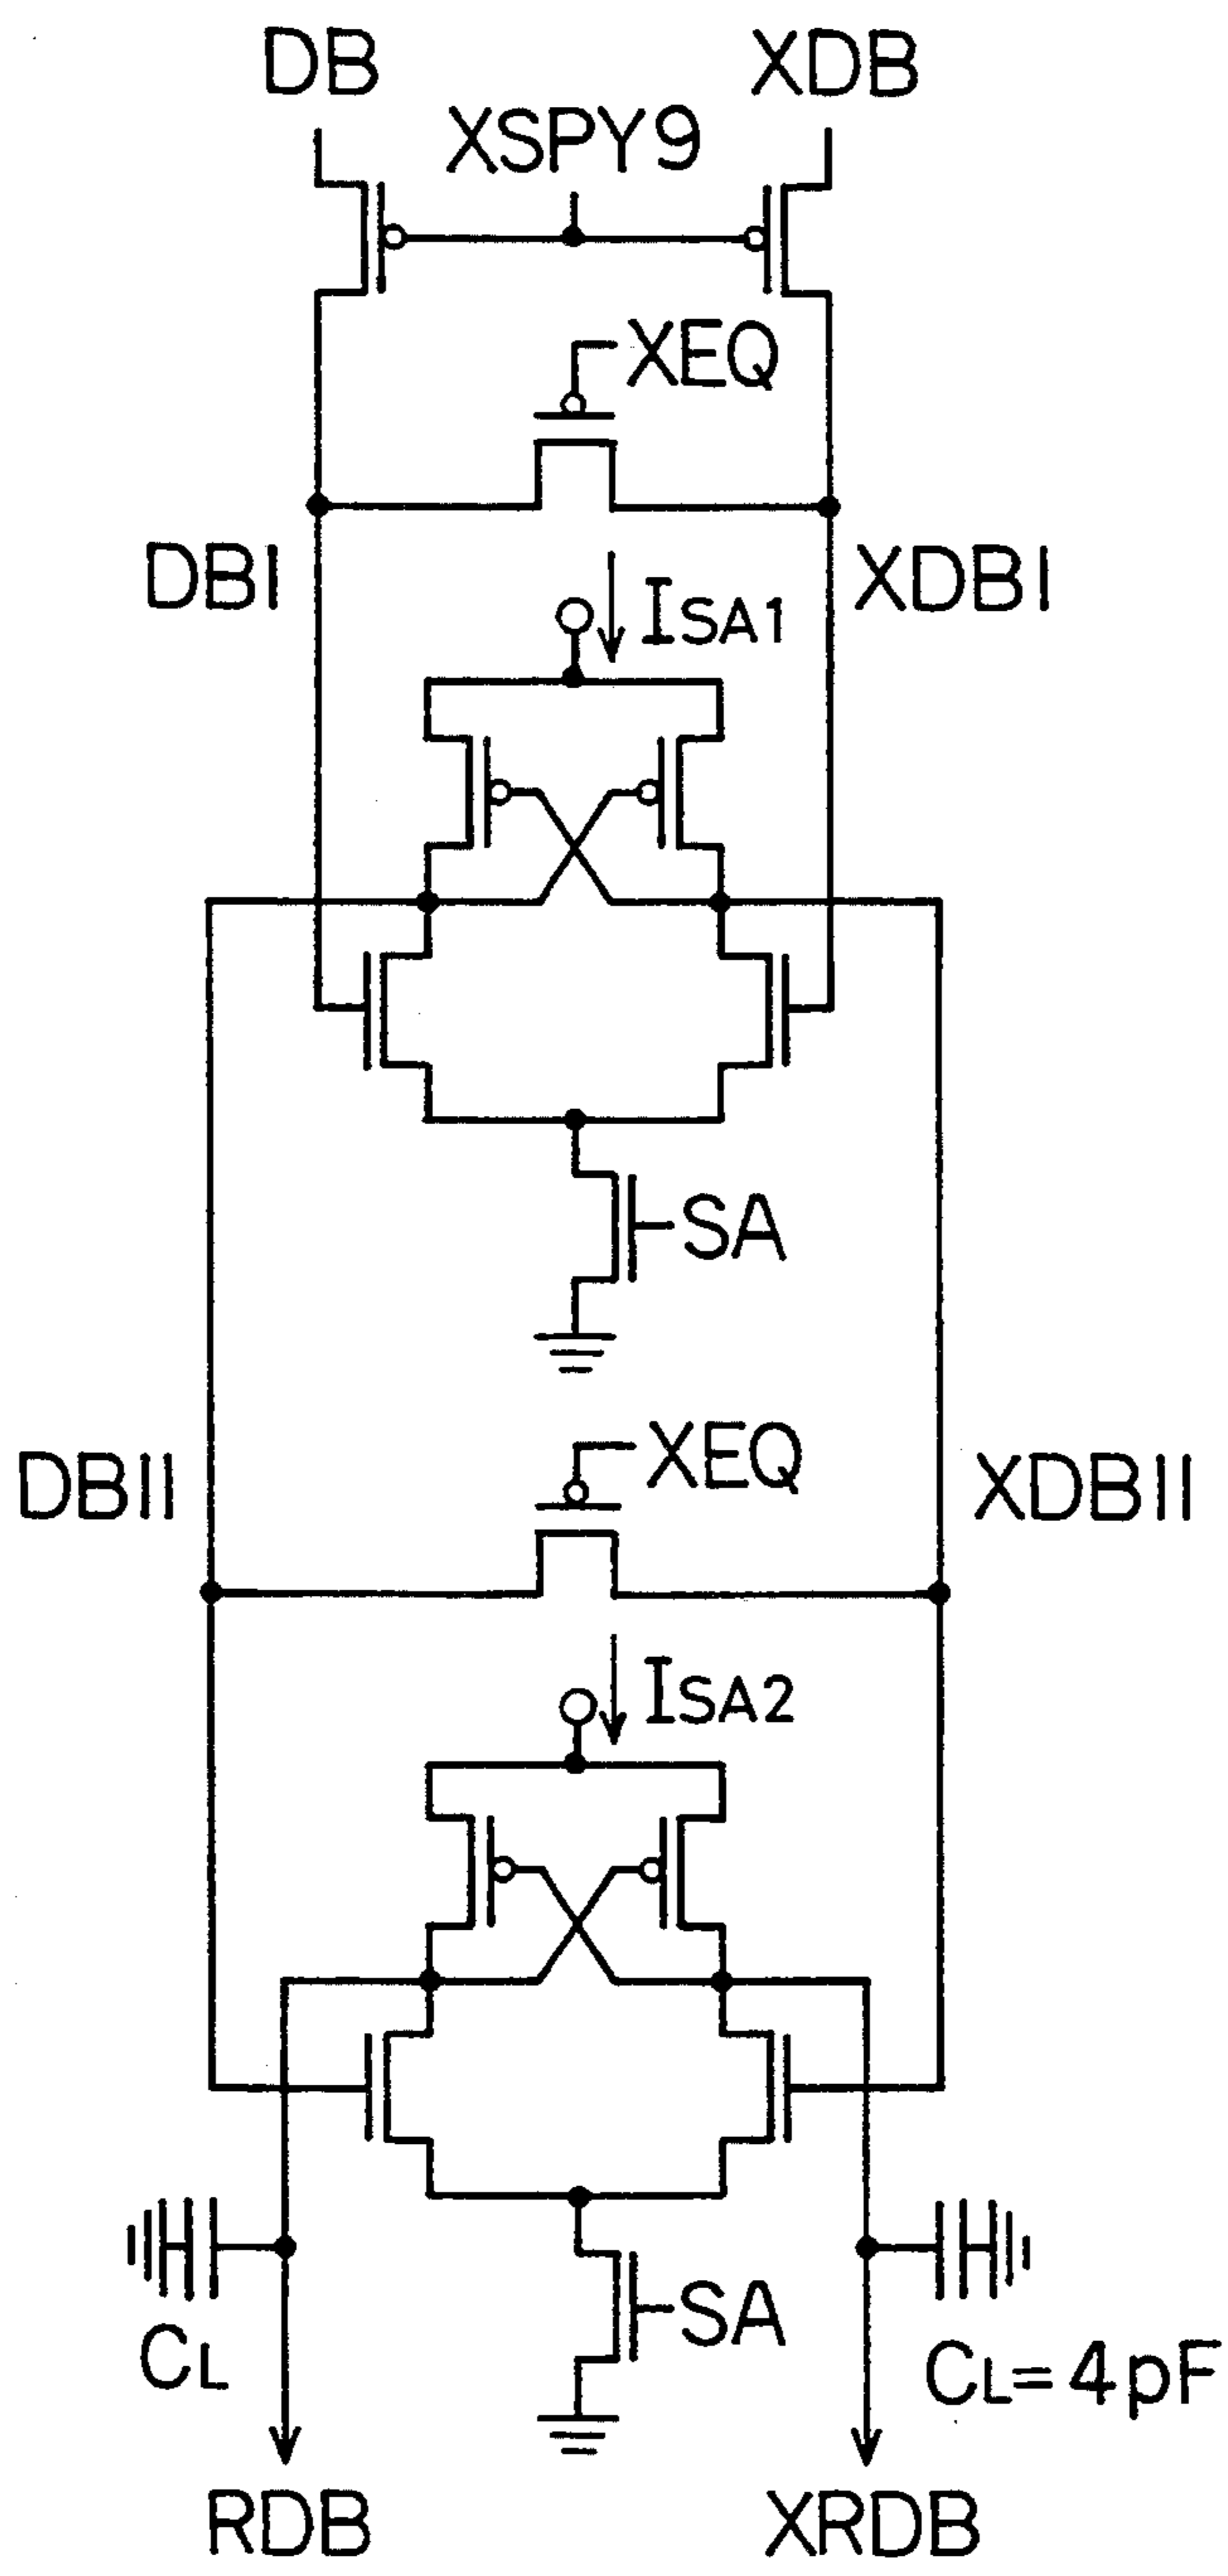 DB
XDB
XSPY9
XEQ
DBI
XDBI
ISA1
SA
XEQ
DBII
XDBII
ISA2
SA
CL
CL=4pF
RDB
XRDB